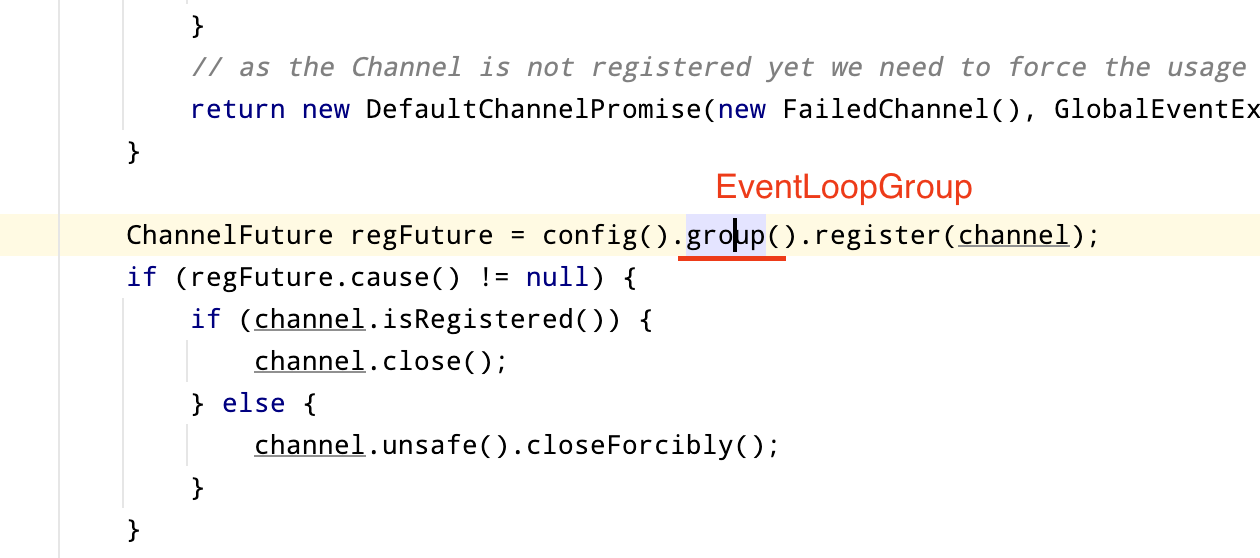 }
// as the Channel is not registered yet we need to force the usage
return new DefaultChannelPromise(new FailedChannel(), GlobalEventEx
}
EventLoopGroup
ChannelFuture regFuture = config().group().register(channel);
if (regFuture.cause() != null) {
if (channel.isRegistered()) {
channel.close();
} else {
channel.unsafe().closeForcibly();
}
}